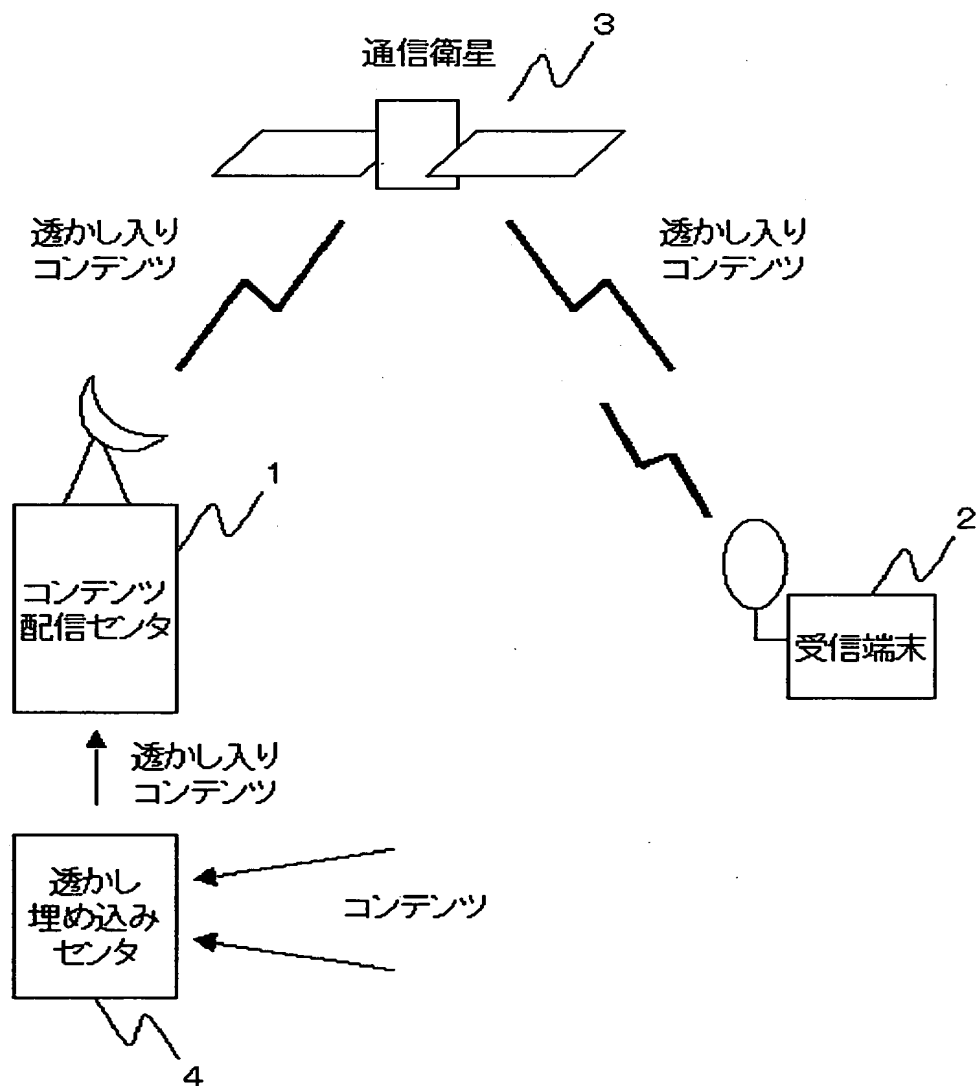 3
通信衛星
透かし入り
コンテンツ
透かし入り
コンテンツ
1
コンテンツ
配信センタ
2
受信端末
透かし入り
コンテンツ
透かし
埋め込み
センタ
コンテンツ
4